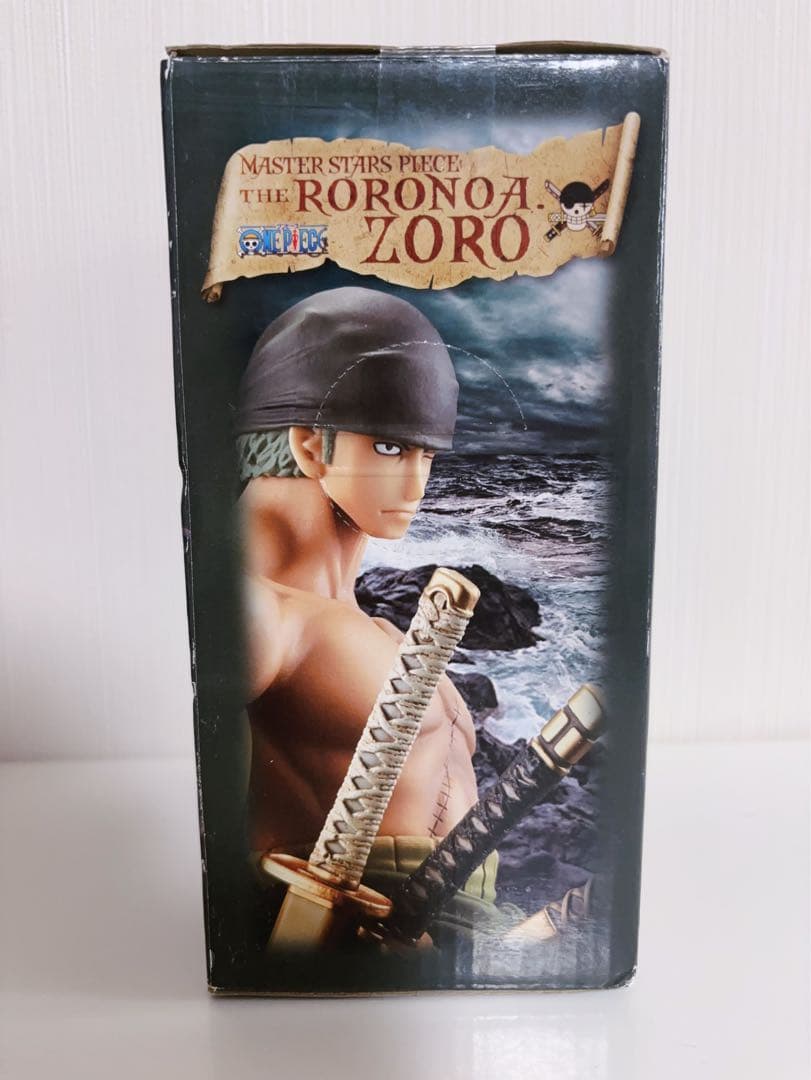 MASTER STARS PIECE
THE RORONOA.
ONE PIECE
ZORO